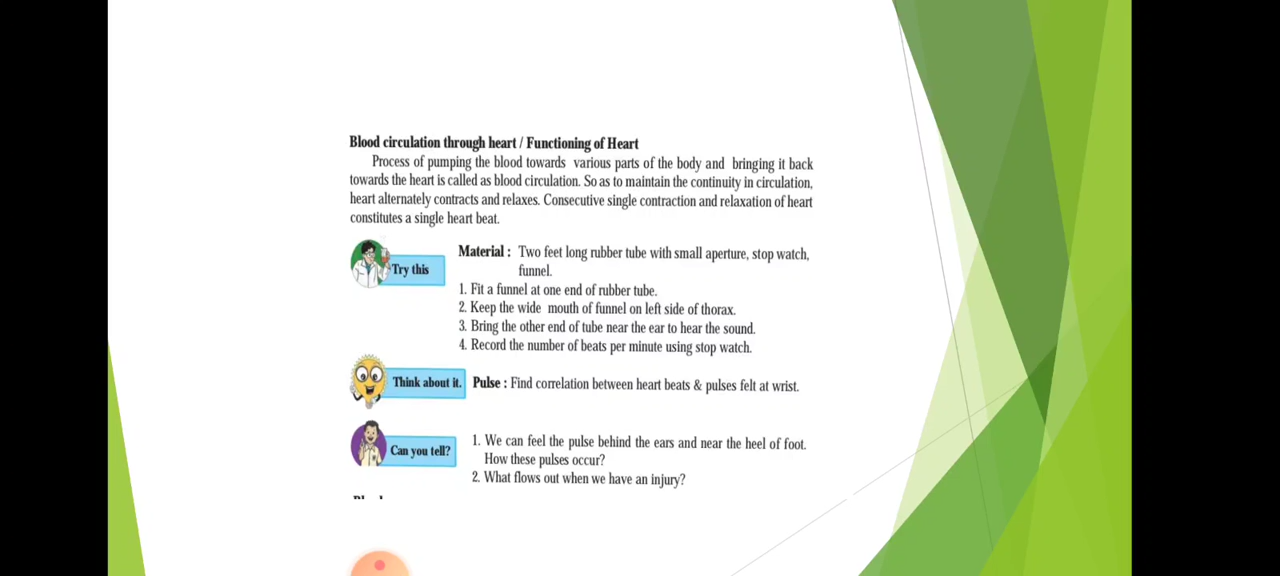 Blood circulation through heart / Functioning of Heart
Process of pumping the blood towards various parts of the body and bringing it back
towards the heart is called as blood circulation. So as to maintain the continuity in circulation,
heart alternately contracts and relaxes. Consecutive single contraction and relaxation of heart
constitutes a single heart beat.
Try this
Material : Two feet long rubber tube with small aperture, stop watch,
funnel.
1. Fit a funnel at one end of rubber tube.
2. Keep the wide mouth of funnel on left side of thorax.
3. Bring the other end of tube near the ear to hear the sound.
4. Record the number of beats per minute using stop watch.
Think about it. Pulse : Find correlation between heart beats & pulses felt at wrist.
Can you tell?
1. We can feel the pulse behind the ears and near the heel of foot.
How these pulses occur?
2. What flows out when we have an injury?